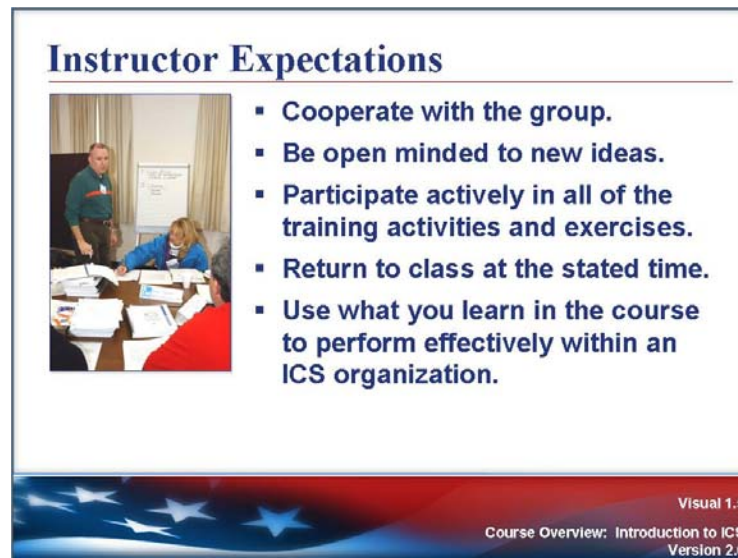 Instructor Expectations
▪ Cooperate with the group.
▪ Be open minded to new ideas.
▪ Participate actively in all of the
training activities and exercises.
▪ Return to class at the stated time.
▪ Use what you learn in the course
to perform effectively within an
ICS organization.
Visual 1.
Course Overview: Introduction to ICS
Version 2.